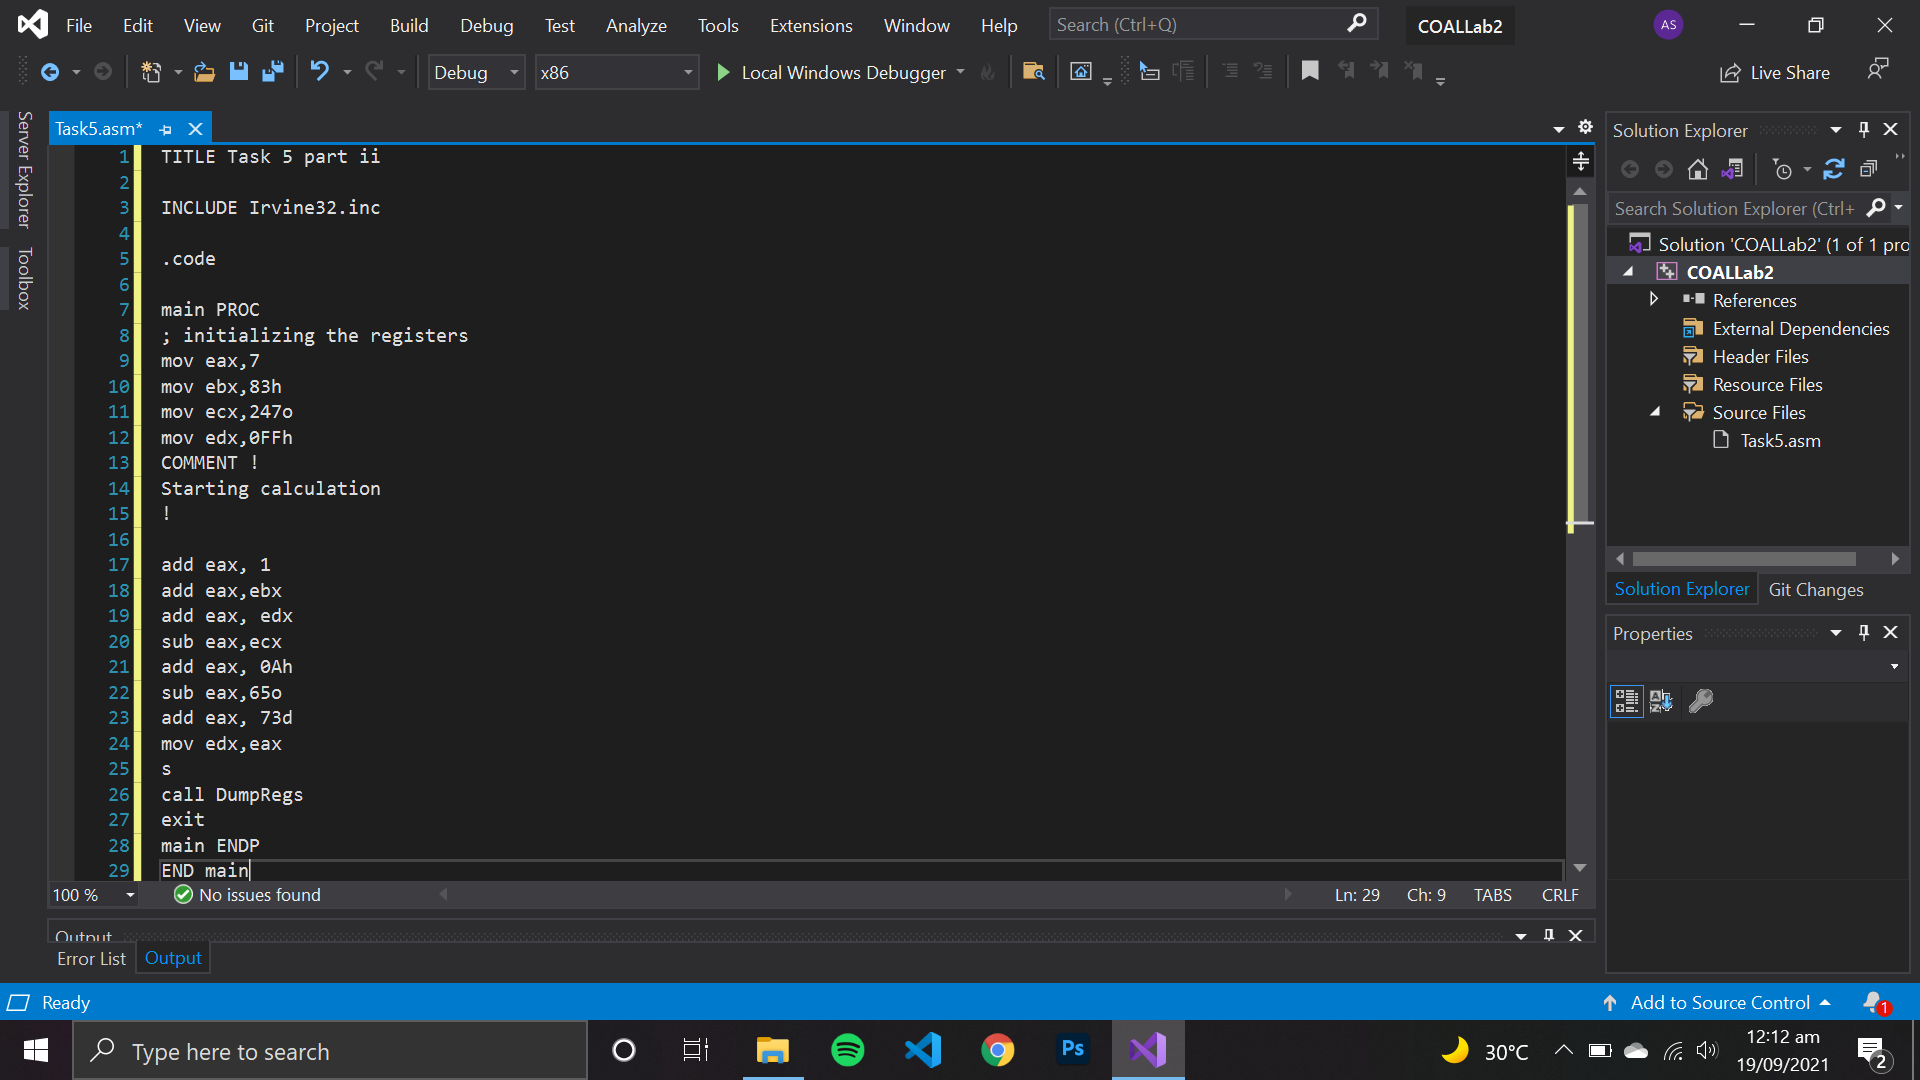 File Edit View Git Project Build Debug Test Analyze Tools Extensions Window Help Search (Ctrl+Q) COALLab2 AS
Debug x86 Local Windows Debugger Live Share
Server Explorer
Toolbox
Task5.asm*
1 TITLE Task 5 part ii
2
3 INCLUDE Irvine32.inc
4
5 .code
6
7 main PROC
8 ; initializing the registers
9 mov eax,7
10 mov ebx,83h
11 mov ecx,247o
12 mov edx,0FFh
13 COMMENT !
14 Starting calculation
15 !
16
17 add eax, 1
18 add eax,ebx
19 add eax, edx
20 sub eax,ecx
21 add eax, 0Ah
22 sub eax,65o
23 add eax, 73d
24 mov edx,eax
25 s
26 call DumpRegs
27 exit
28 main ENDP
29 END main
100 % No issues found Ln: 29 Ch: 9 TABS CRLF
Output
Error List Output
Solution Explorer
Search Solution Explorer (Ctrl+
Solution 'COALLab2' (1 of 1 pro
COALLab2
References
External Dependencies
Header Files
Resource Files
Source Files
Task5.asm
Solution Explorer Git Changes
Properties
Ready Add to Source Control 1
Type here to search Ps 30°C 12:12 am
19/09/2021 2